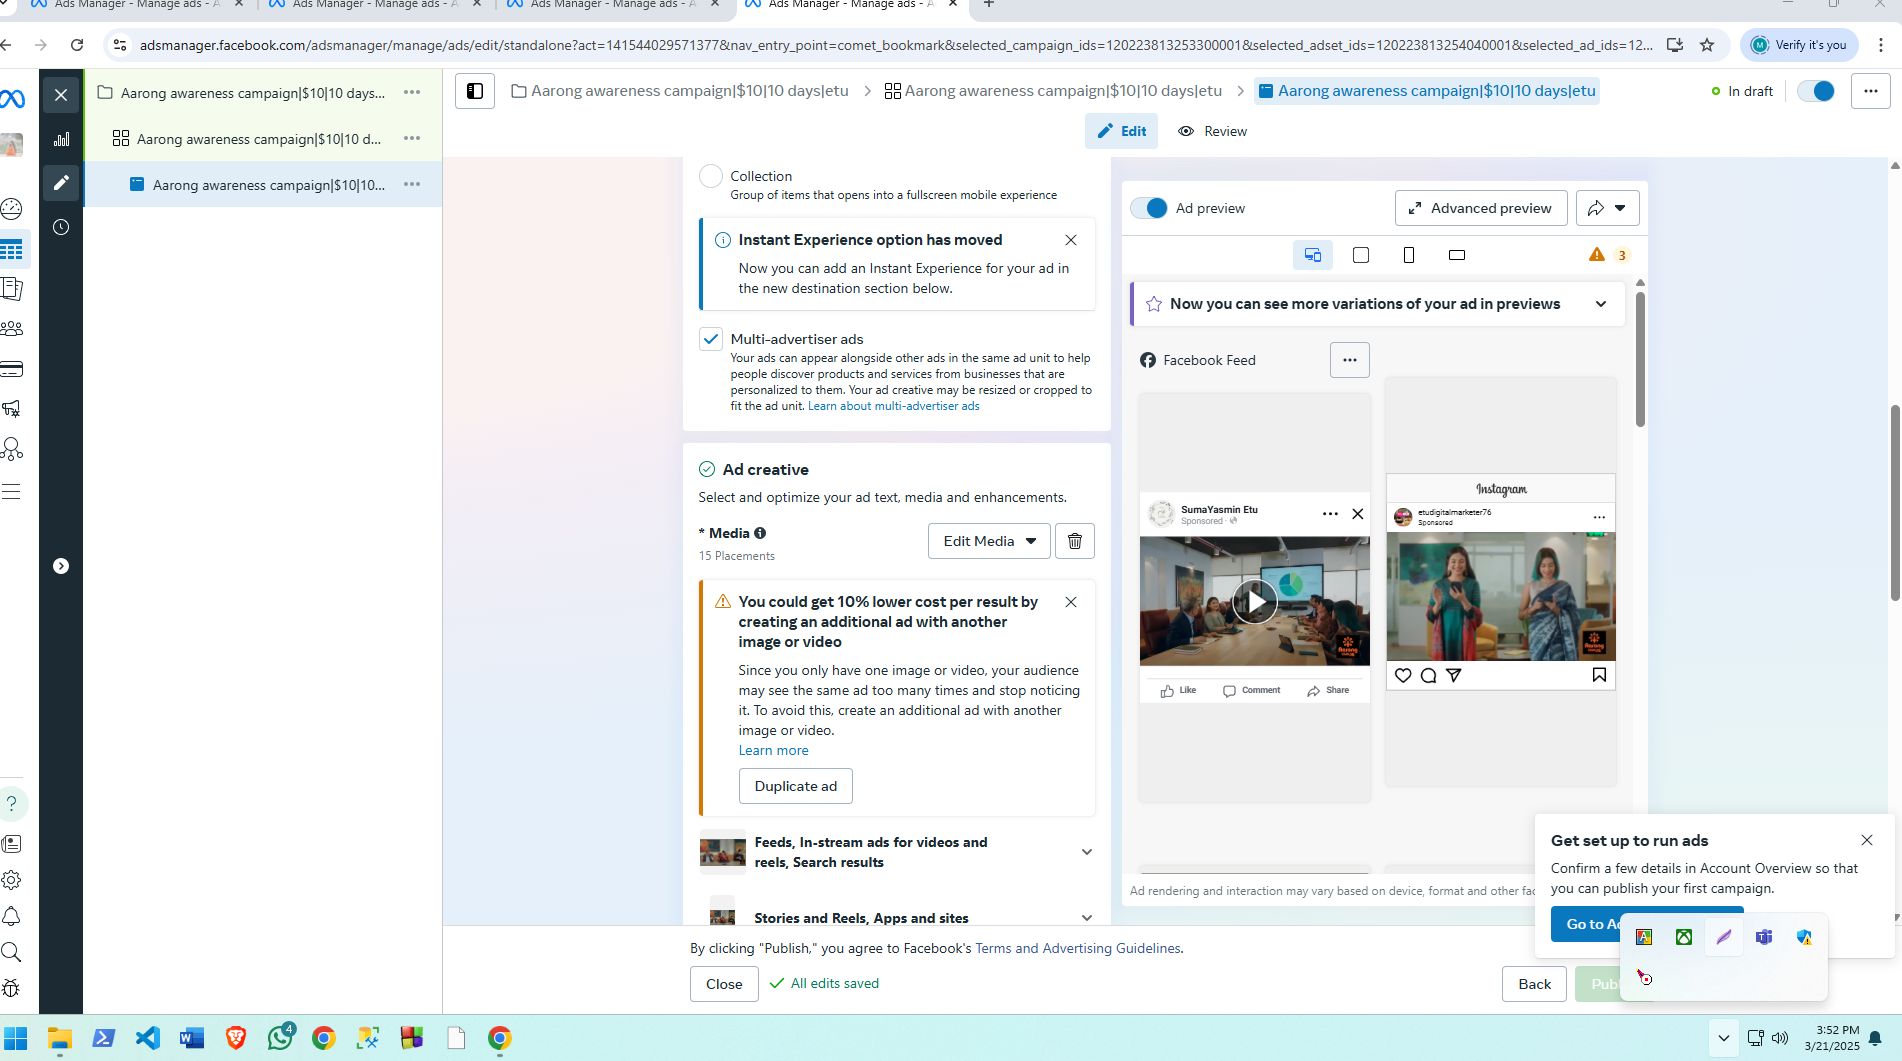 Ads Manager - Manage ads - A
Ads Manager - Manage ads - A
Ads Manager - Manage ads - A
Ads Manager - Manage ads - A
adsmanager.facebook.com/adsmanager/manage/ads/edit/standalone?act=141544029571377&nav_entry_point=comet_bookmark&selected_campaign_ids=120223813253300001&selected_adset_ids=120223813254040001&selected_ad_ids=12...
M
Verify it's you
Aarong awareness campaign|$10|10 days...
Aarong awareness campaign|$10|10 d...
Aarong awareness campaign|$10|10...
Aarong awareness campaign|$10|10 days|etu
Aarong awareness campaign|$10|10 days|etu
Aarong awareness campaign|$10|10 days|etu
In draft
Edit
Review
Collection
Group of items that opens into a fullscreen mobile experience
Instant Experience option has moved
Now you can add an Instant Experience for your ad in
the new destination section below.
Multi-advertiser ads
Your ads can appear alongside other ads in the same ad unit to help
people discover products and services from businesses that are
personalized to them. Your ad creative may be resized or cropped to
fit the ad unit. Learn about multi-advertiser ads
Ad creative
Select and optimize your ad text, media and enhancements.
* Media
15 Placements
Edit Media
You could get 10% lower cost per result by
creating an additional ad with another
image or video
Since you only have one image or video, your audience
may see the same ad too many times and stop noticing
it. To avoid this, create an additional ad with another
image or video.
Learn more
Duplicate ad
Feeds, In-stream ads for videos and
reels, Search results
Stories and Reels, Apps and sites
Ad preview
Advanced preview
3
Now you can see more variations of your ad in previews
Facebook Feed
SumaYasmin Etu
Sponsored ·
Aarong
Like
Comment
Share
Instagram
etudigitalmarketer76
Sponsored
Aarong
Ad rendering and interaction may vary based on device, format and other fac
Get set up to run ads
Confirm a few details in Account Overview so that
you can publish your first campaign.
Go to Ac
By clicking "Publish," you agree to Facebook's Terms and Advertising Guidelines.
Close
All edits saved
Back
Publ
4
3:52 PM
3/21/2025